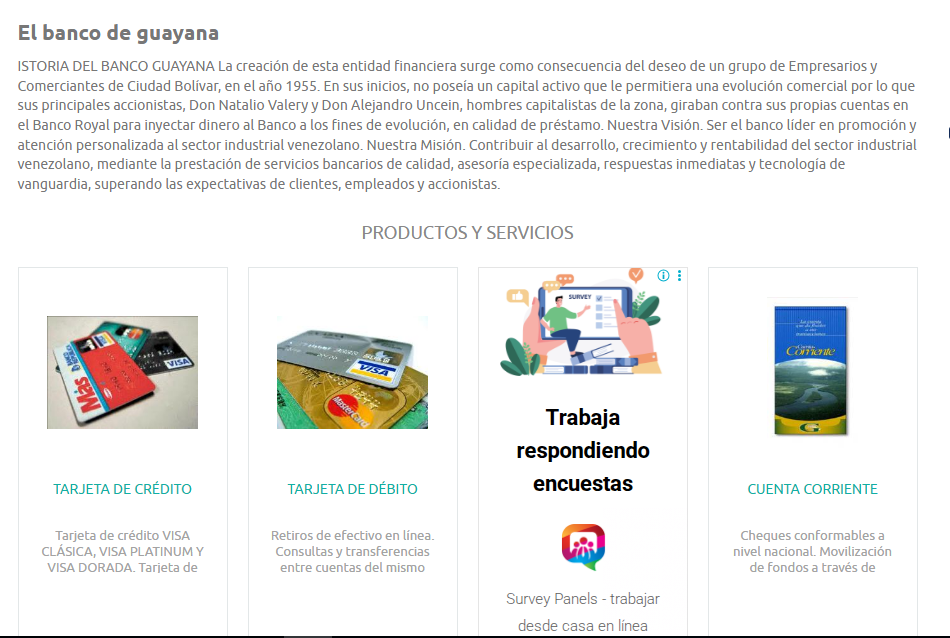 El banco de guayana
ISTORIA DEL BANCO GUAYANA La creación de esta entidad financiera surge como consecuencia del deseo de un grupo de Empresarios y
Comerciantes de Ciudad Bolívar, en el año 1955. En sus inicios, no poseía un capital activo que le permitiera una evolución comercial por lo que
sus principales accionistas, Don Natalio Valery y Don Alejandro Uncein, hombres capitalistas de la zona, giraban contra sus propias cuentas en
el Banco Royal para inyectar dinero al Banco a los fines de evolución, en calidad de préstamo. Nuestra Visión. Ser el banco líder en promoción y
atención personalizada al sector industrial venezolano. Nuestra Misión. Contribuir al desarrollo, crecimiento y rentabilidad del sector industrial
venezolano, mediante la prestación de servicios bancarios de calidad, asesoría especializada, respuestas inmediatas y tecnología de
vanguardia, superando las expectativas de clientes, empleados y accionistas.
PRODUCTOS Y SERVICIOS
Más
VISA
TARJETA DE CRÉDITO
Tarjeta de crédito VISA
CLÁSICA, VISA PLATINUM Y
VISA DORADA. Tarjeta de
VISA
MasterCard
TARJETA DE DÉBITO
Retiros de efectivo en línea.
Consultas y transferencias
entre cuentas del mismo
SURVEY
Trabaja
respondiendo
encuestas
Survey Panels - trabajar
desde casa en línea
Cuenta
Corriente
G
CUENTA CORRIENTE
Cheques conformables a
nivel nacional. Movilización
de fondos a través de